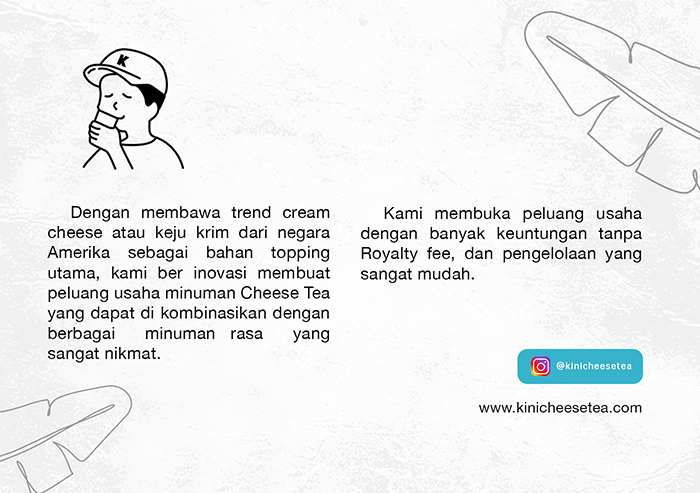 K
Dengan membawa trend cream
cheese atau keju krim dari negara
Amerika sebagai bahan topping
utama, kami ber inovasi membuat
peluang usaha minuman Cheese Tea
yang dapat di kombinasikan dengan
berbagai minuman rasa yang
sangat nikmat.
Kami membuka peluang usaha
dengan banyak keuntungan tanpa
Royalty fee, dan pengelolaan yang
sangat mudah.
@kinicheesetea
www.kinicheesetea.com